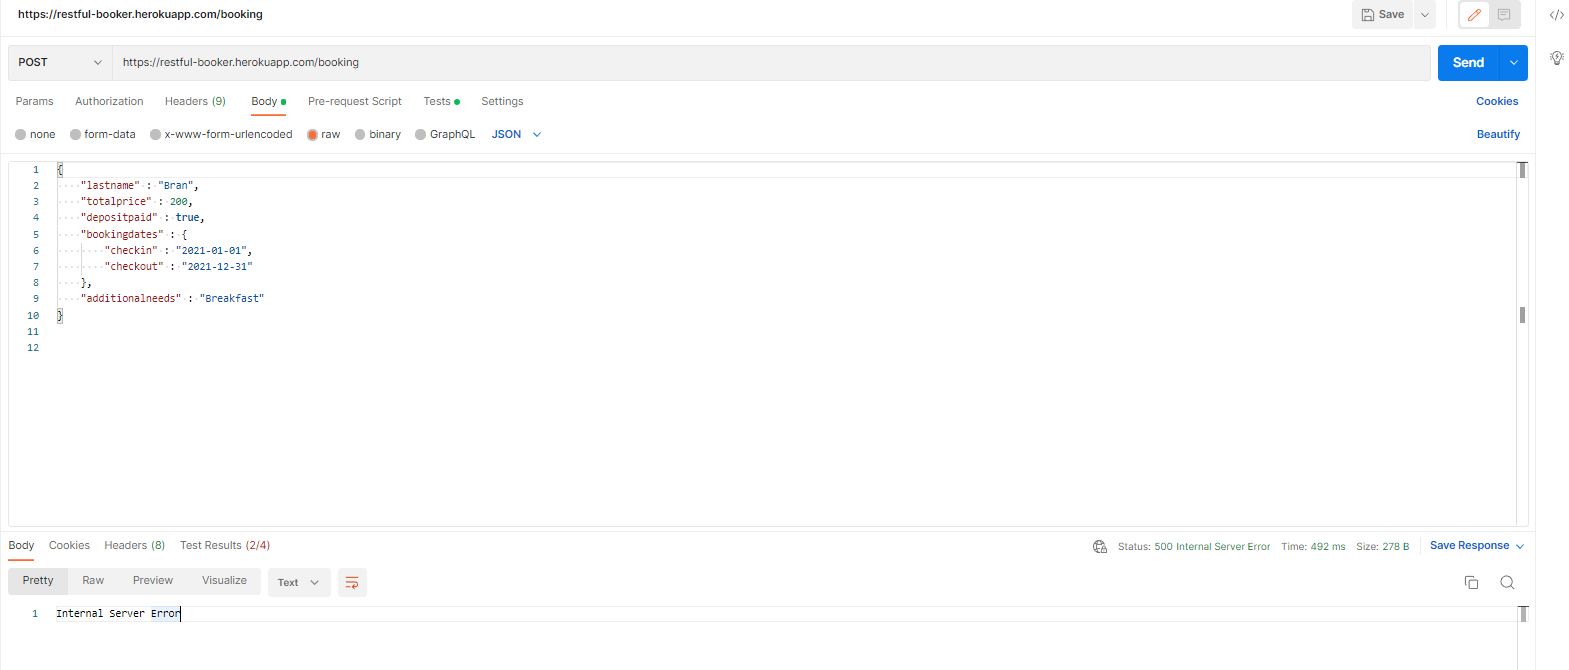 https://restful-booker.herokuapp.com/booking
Save
POST
https://restful-booker.herokuapp.com/booking
Send
Params Authorization Headers (9) Body Pre-request Script Tests Settings Cookies
none form-data x-www-form-urlencoded raw binary GraphQL JSON Beautify
1 {
2 "lastname" : "Bran",
3 "totalprice" : 200,
4 "depositpaid" : true,
5 "bookingdates" : {
6 "checkin" : "2021-01-01",
7 "checkout" : "2021-12-31"
8 },
9 "additionalneeds" : "Breakfast"
10 }
11
12
Body Cookies Headers (8) Test Results (2/4) Status: 500 Internal Server Error Time: 492 ms Size: 278 B Save Response
Pretty Raw Preview Visualize Text
1 Internal Server Error